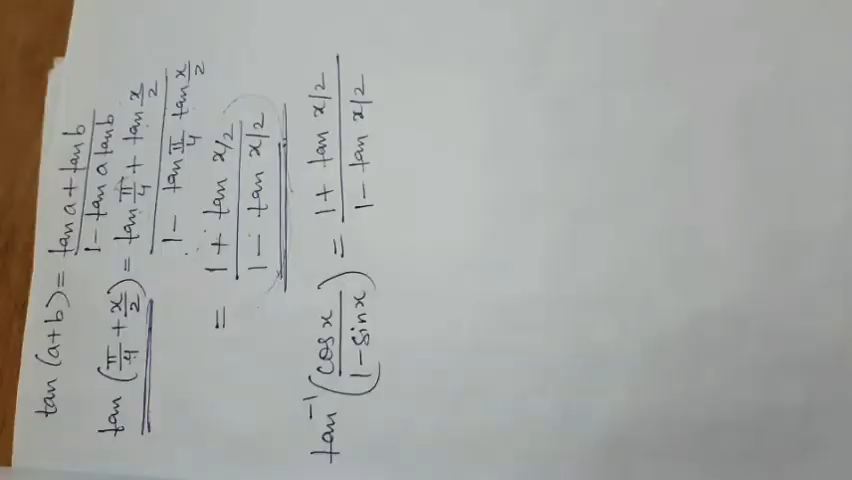 tan (a+b) = tan a + tan b / 1 - tan a tan b
tan (π/4 + x/2) = tan π/4 + tan x/2 / 1 - tan π/4 tan x/2
= 1 + tan x/2 / 1 - tan x/2
tan⁻¹ (cos x / 1 - sin x) = 1 + tan x/2 / 1 - tan x/2